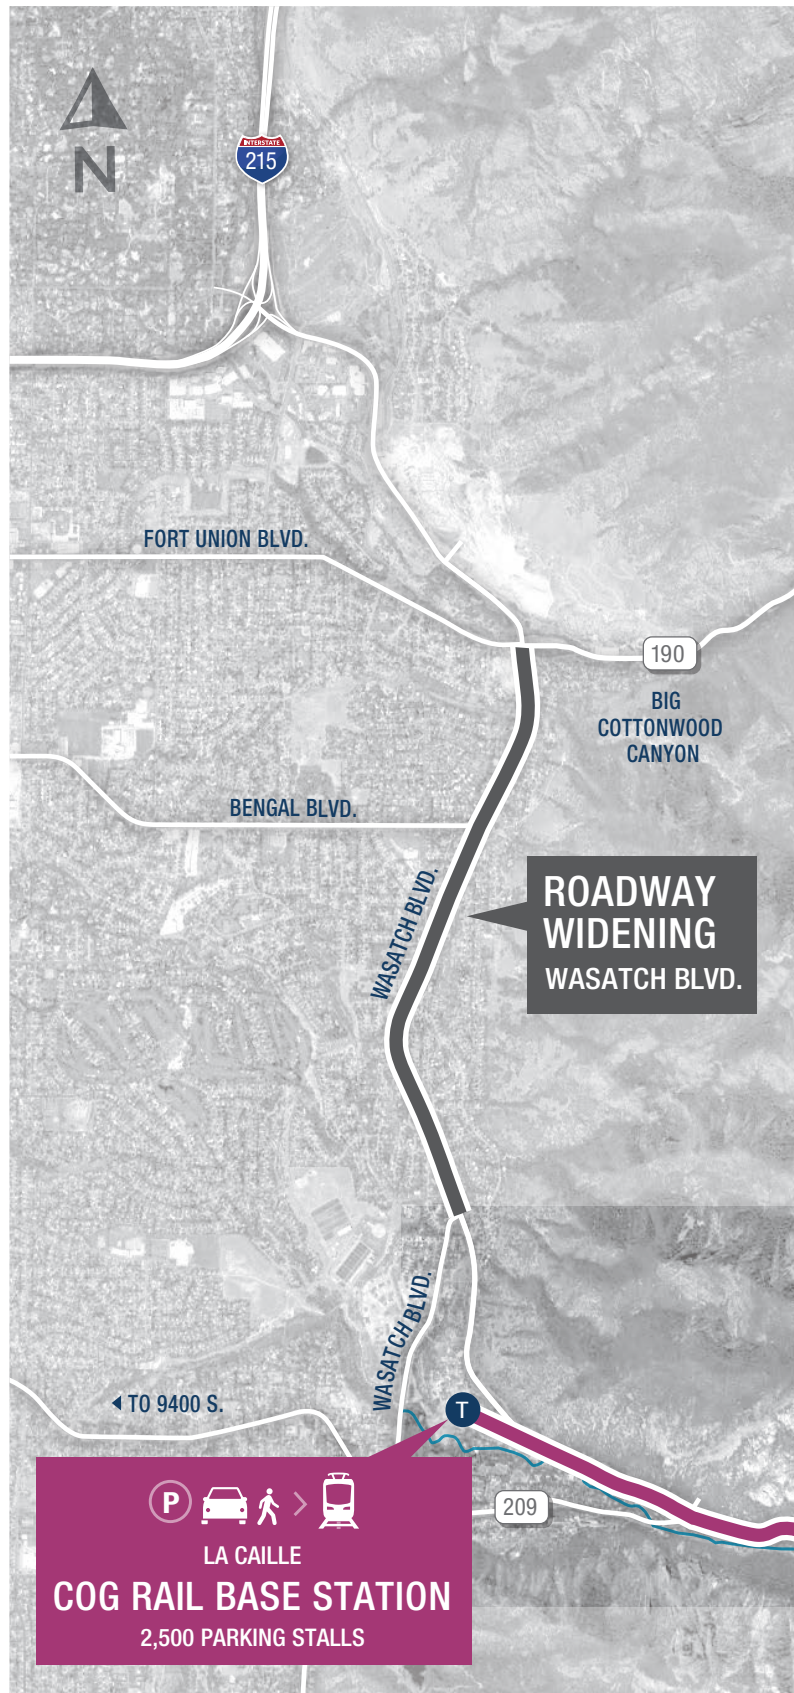 N
INTERSTATE
215
FORT UNION BLVD.
190
BIG
COTTONWOOD
CANYON
BENGAL BLVD.
WASATCH BLVD.
ROADWAY
WIDENING
WASATCH BLVD.
WASATCH BLVD.
TO 9400 S.
T
209
P
LA CAILLE
COG RAIL BASE STATION
2,500 PARKING STALLS